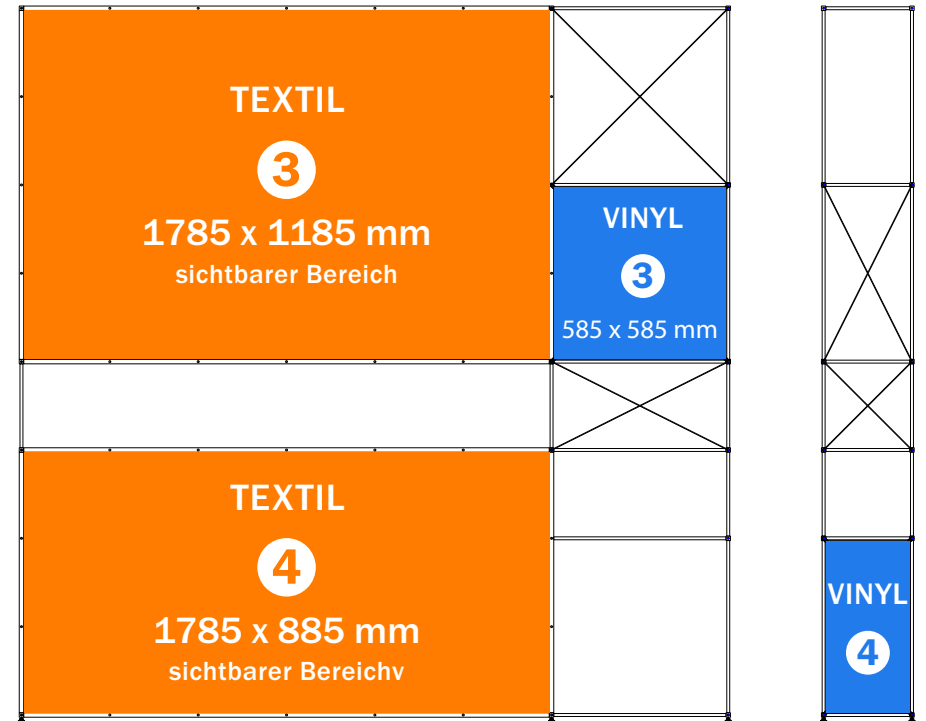 TEXTIL
3
1785 x 1185 mm
sichtbarer Bereich
VINYL
3
585 x 585 mm
TEXTIL
4
1785 x 885 mm
sichtbarer Bereichv
VINYL
4